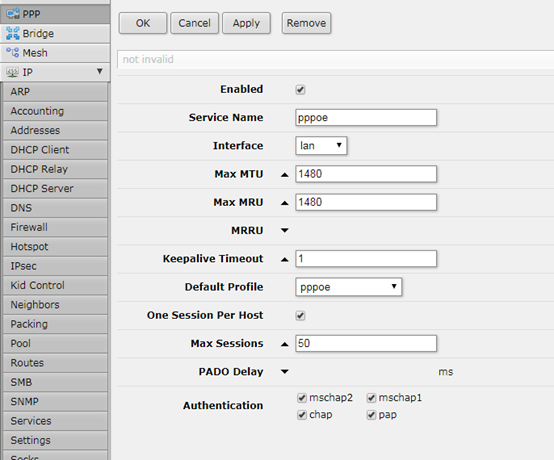 PPP
Bridge
Mesh
IP
ARP
Accounting
Addresses
DHCP Client
DHCP Relay
DHCP Server
DNS
Firewall
Hotspot
IPsec
Kid Control
Neighbors
Packing
Pool
Routes
SMB
SNMP
Services
Settings
Socks
OK Cancel Apply Remove
not invalid
Enabled
Service Name pppoe
Interface lan
Max MTU 1480
Max MRU 1480
MRRU
Keepalive Timeout 1
Default Profile pppoe
One Session Per Host
Max Sessions 50
PADO Delay ms
Authentication mschap2 mschap1
chap pap